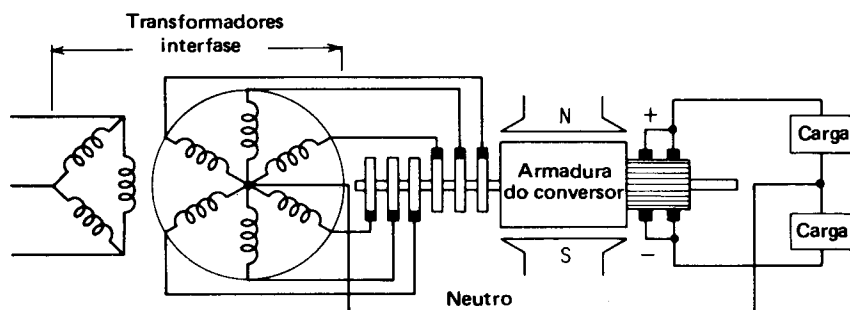 Transformadores
interfase
N
+
Carga
Armadura
do conversor
Carga
S
−
Neutro